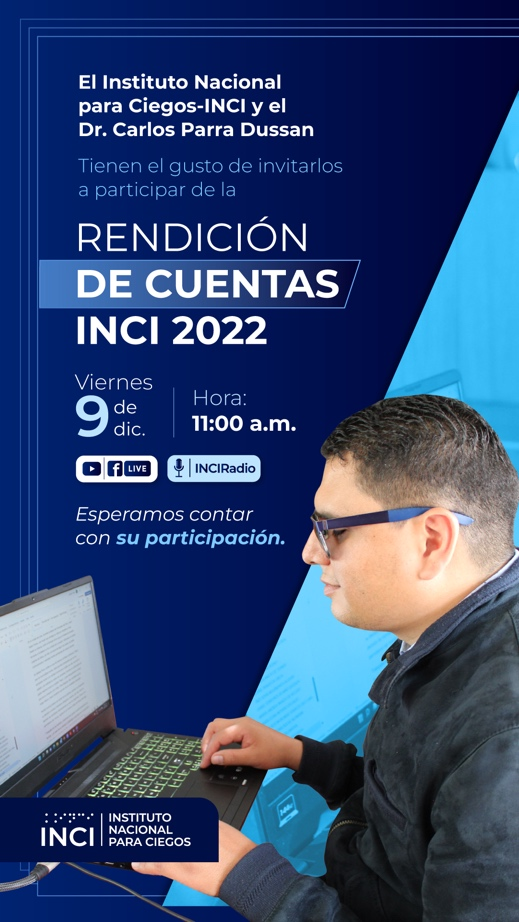 El Instituto Nacional
para Ciegos-INCI y el
Dr. Carlos Parra Dussan
Tienen el gusto de invitarlos
a participar de la
RENDICIÓN
DE CUENTAS
INCI 2022
Viernes
9 de
dic.
Hora:
11:00 a.m.
LIVE
INCIRadio
Esperamos contar
con su participación.
INCI
INSTITUTO
NACIONAL
PARA CIEGOS